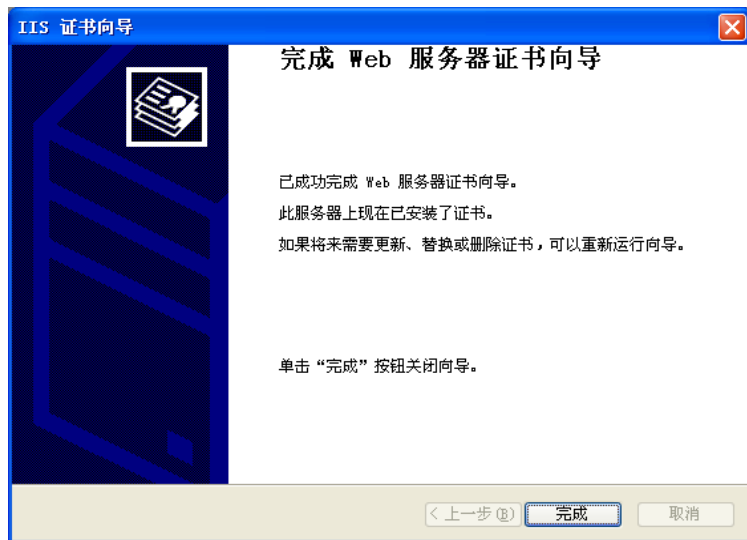 IIS 证书向导
完成 Web 服务器证书向导
已成功完成 Web 服务器证书向导。
此服务器上现在已安装了证书。
如果将来需要更新、替换或删除证书，可以重新运行向导。
单击“完成”按钮关闭向导。
< 上一步(B) 完成 取消